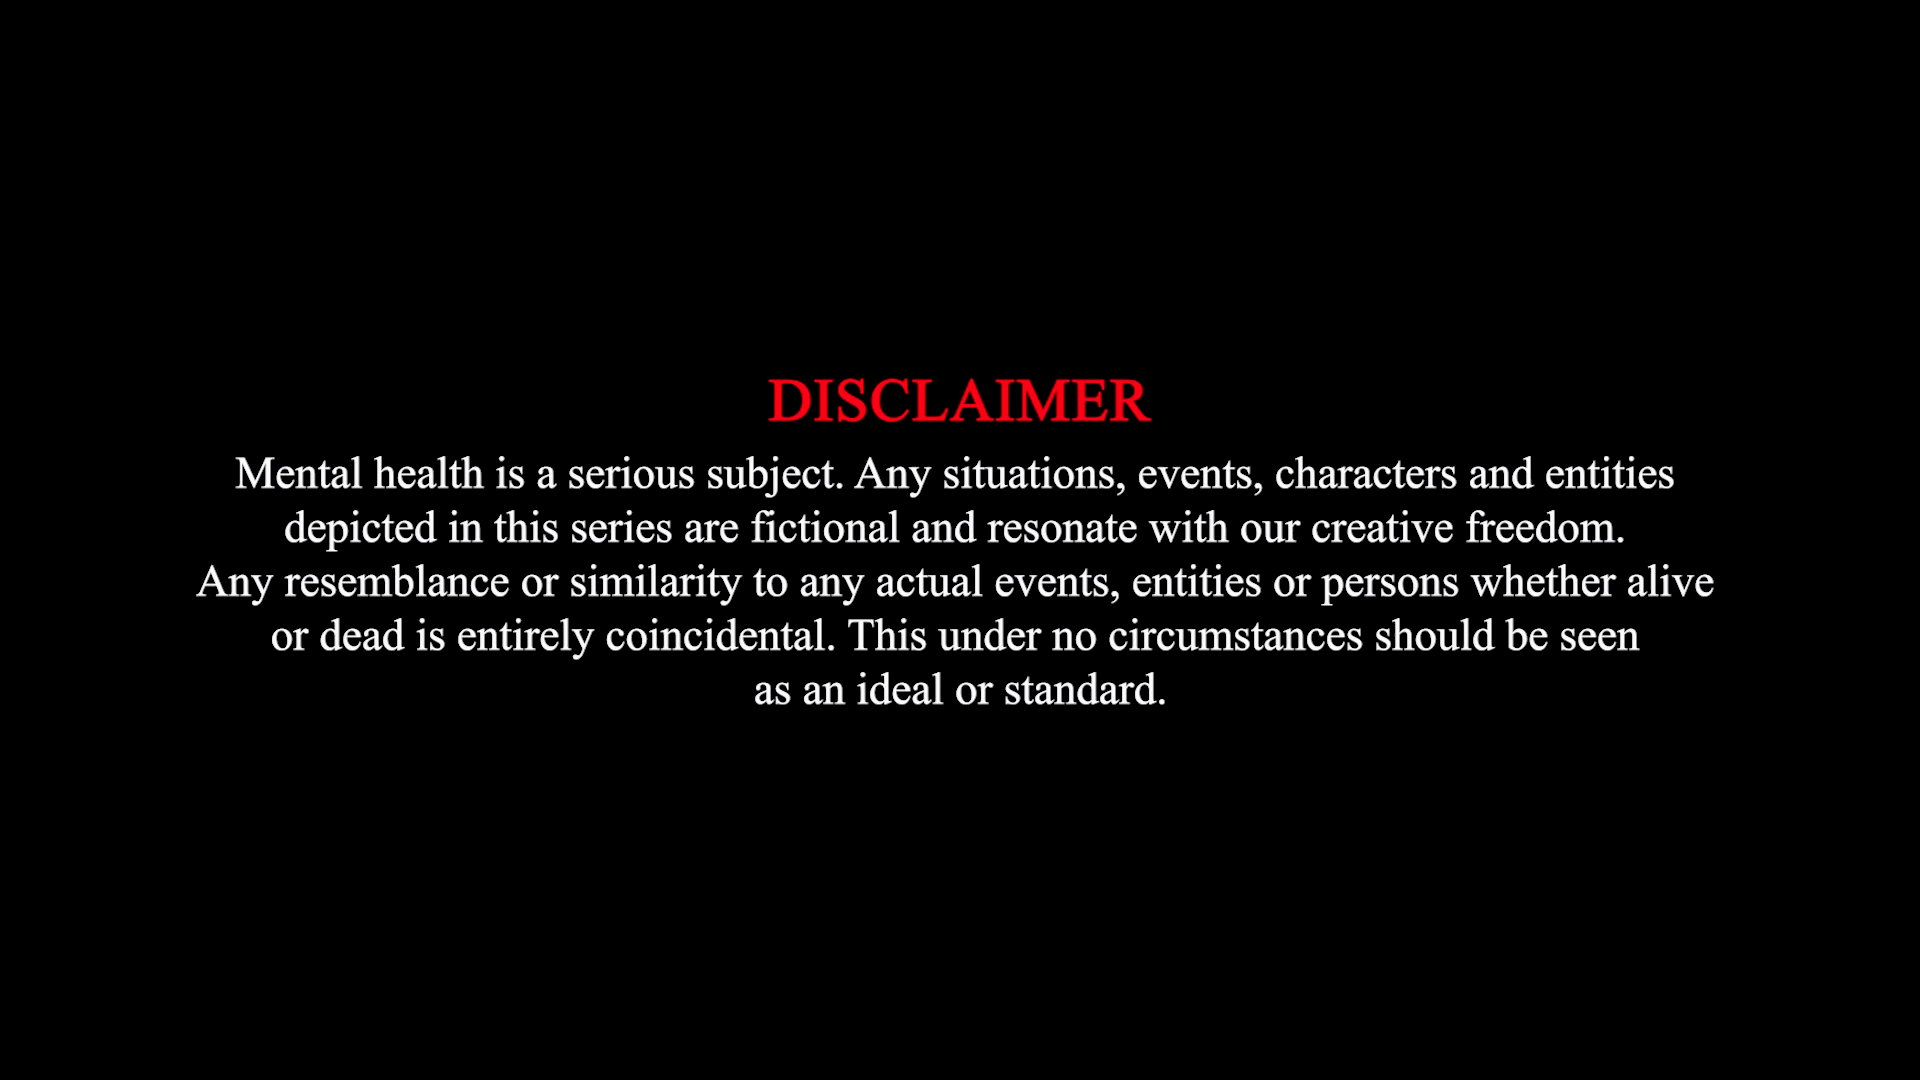 DISCLAIMER
Mental health is a serious subject. Any situations, events, characters and entities
depicted in this series are fictional and resonate with our creative freedom.
Any resemblance or similarity to any actual events, entities or persons whether alive
or dead is entirely coincidental. This under no circumstances should be seen
as an ideal or standard.